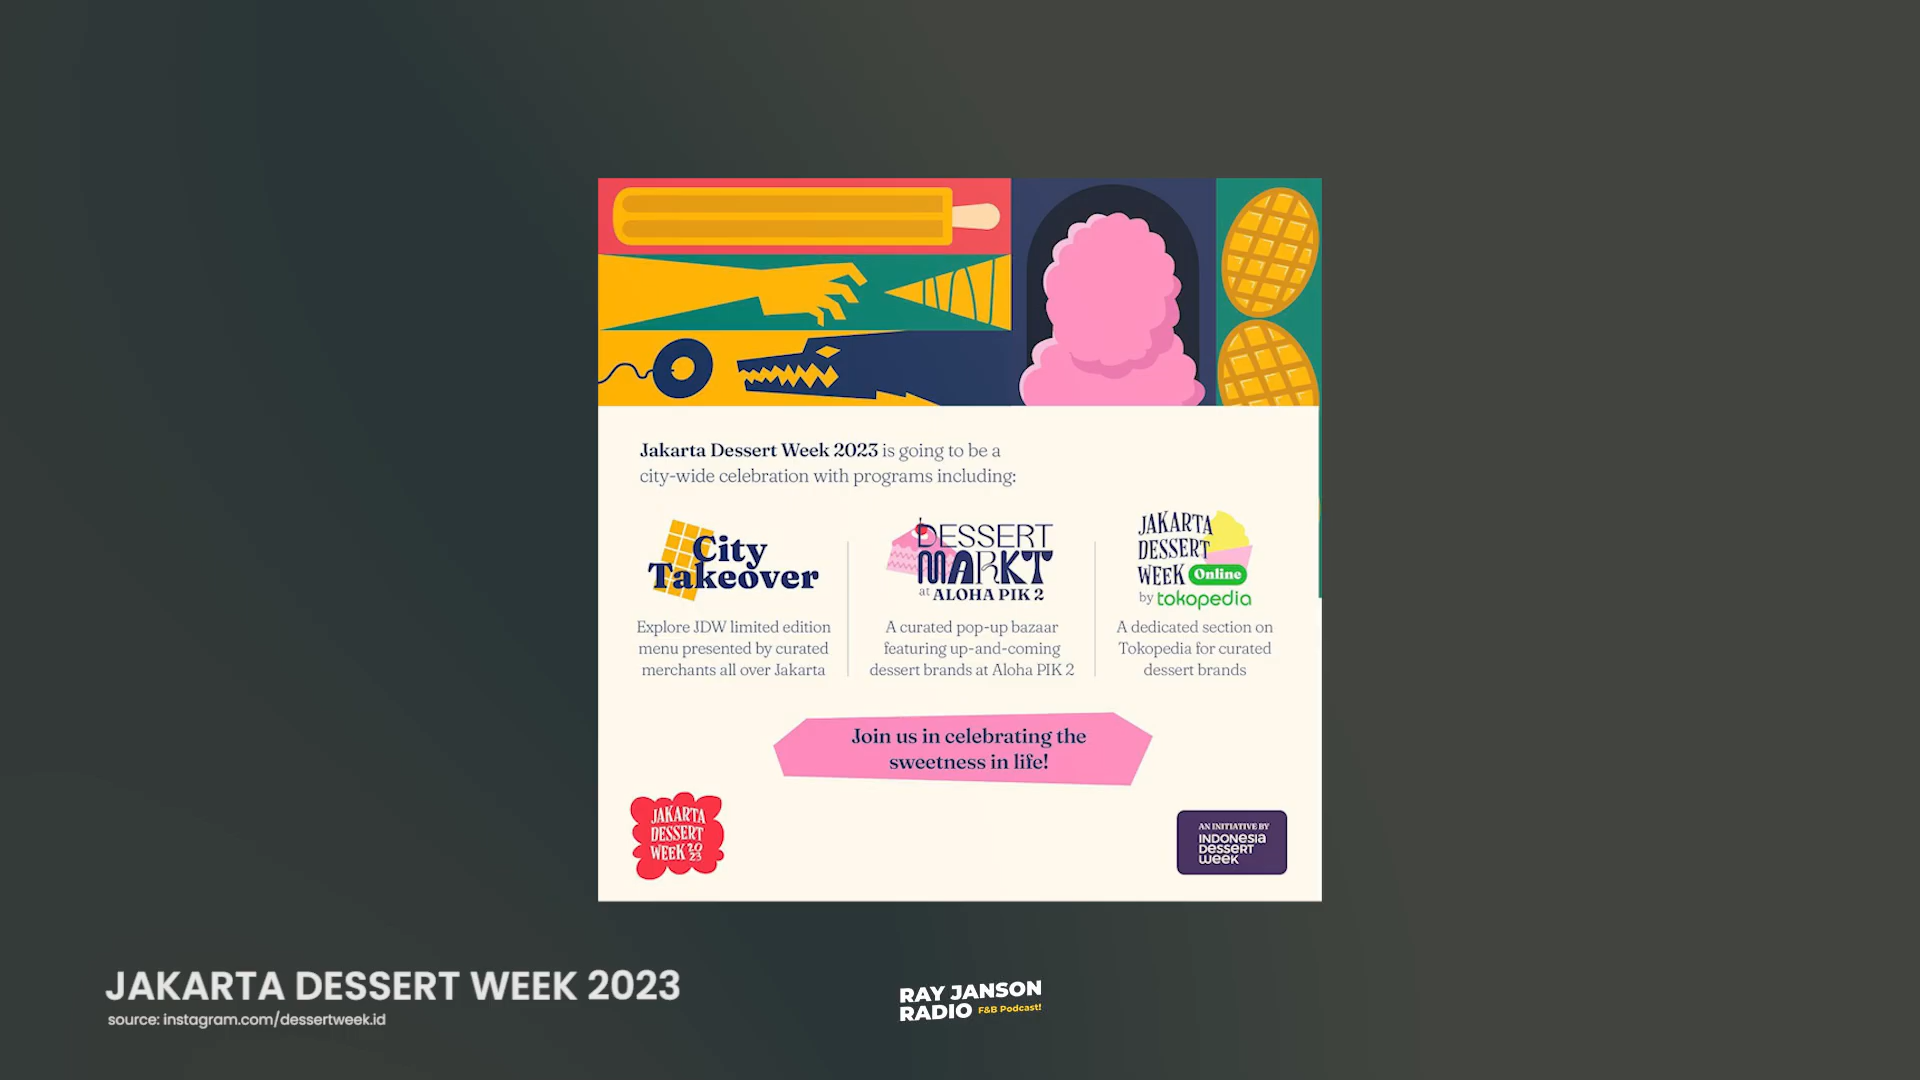 Jakarta Dessert Week 2023 is going to be a
city-wide celebration with programs including:
City
Takeover
Explore JDW limited edition
menu presented by curated
merchants all over Jakarta
DESSERT
MARKT
at ALOHA PIK 2
A curated pop-up bazaar
featuring up-and-coming
dessert brands at Aloha PIK 2
JAKARTA
DESSERT
WEEK Online
by tokopedia
A dedicated section on
Tokopedia for curated
dessert brands
Join us in celebrating the
sweetness in life!
JAKARTA
DESSERT
WEEK 2023
AN INITIATIVE BY
INDONESIA
DESSERT
WEEK
JAKARTA DESSERT WEEK 2023
source: instagram.com/dessertweek.id
RAY JANSON
RADIO F&B Podcast!